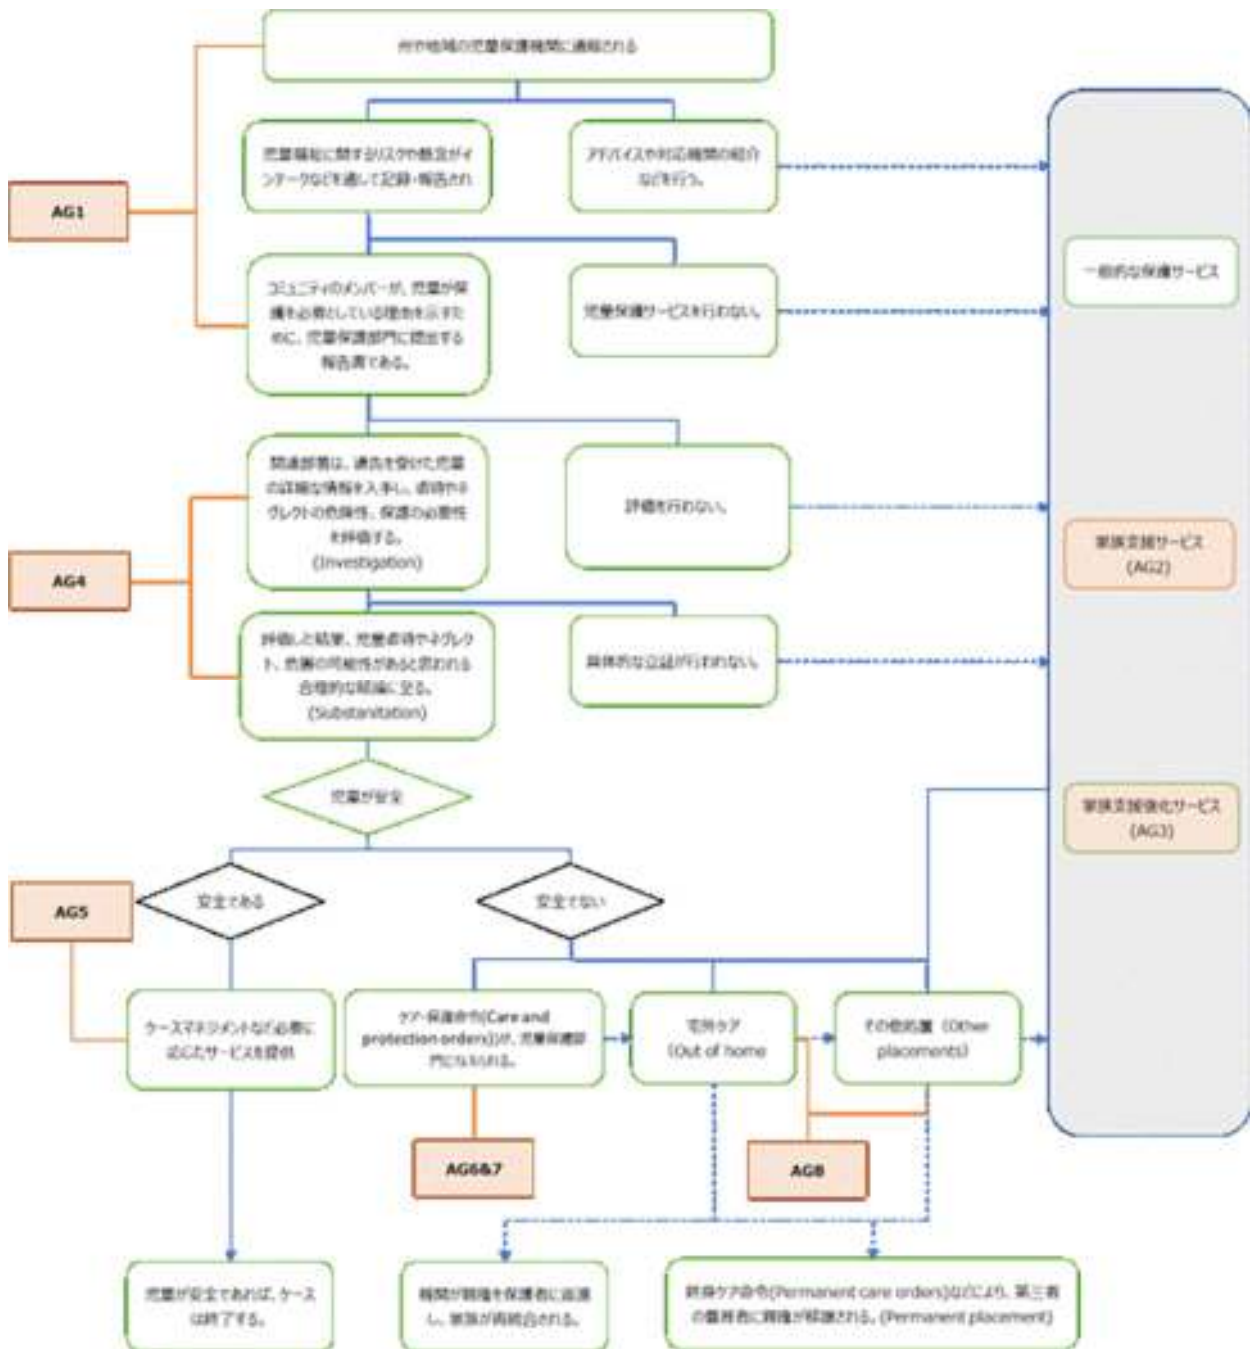 州や地域の児童保護機関に通報される
児童福祉に関するリスクや懸念がイ
ンテークなどを通して記録・報告され
アドバイスや対応機関の紹介
などを行う。
AG1
一般的な保護サービス
コミュニティのメンバーが、児童が保
護を必要としている理由を示すた
めに、児童保護部門に提出する
報告書である。
児童保護サービスを行わない。
関連部署は、通告を受けた児童
の詳細な情報を入手し、虐待やネ
グレクトの危険性、保護の必要性
を評価する。
(Investigation)
評価を行わない。
家族支援サービス
(AG2)
AG4
評価した結果、児童虐待やネグレク
ト、危害の可能性があると思われる
合理的な結論に至る。
(Substanitation)
具体的な立証が行われない。
児童が安全
家族支援強化サービス
(AG3)
AG5
安全である
安全でない
ケースマネジメントなど必要に
応じたサービスを提供
ケア・保護命令(Care and
protection orders)が、児童保護部
門に与えられる。
宅外ケア
(Out of home
その他処置 (Other
placements)
AG6&7
AG8
児童が安全であれば、ケース
は終了する。
機関が親権を保護者に返還
し、家族が再統合される。
終身ケア命令(Permanent care orders)などにより、第三者
の養育者に親権が移譲される。(Permanent placement)